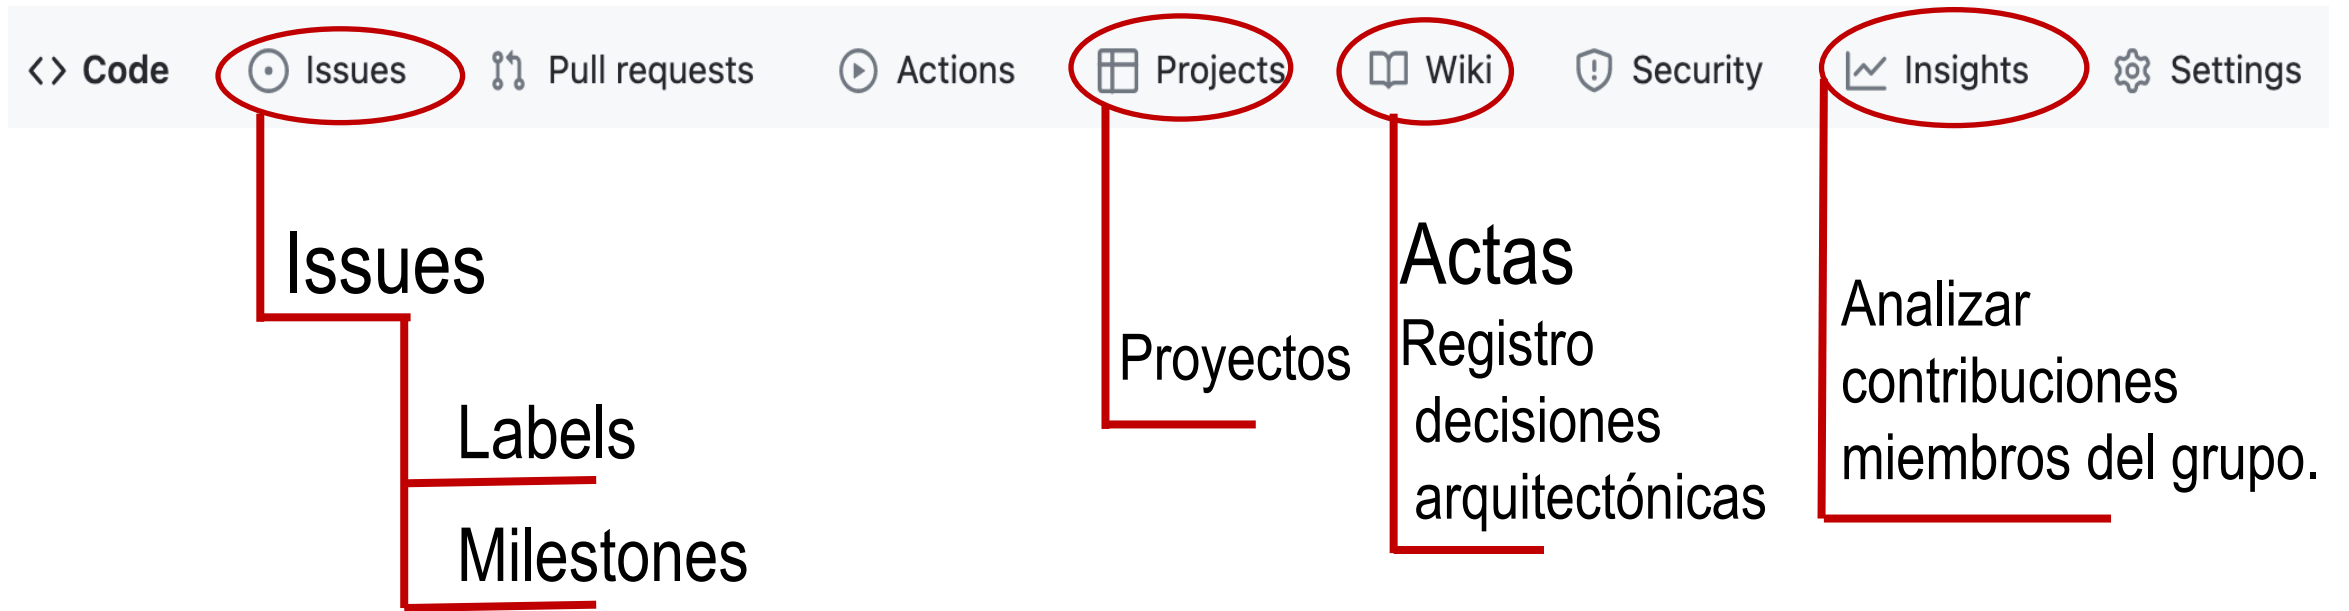 <> Code Issues Pull requests Actions Projects Wiki Security Insights Settings
Issues
Labels
Milestones
Proyectos
Actas
Registro
decisiones
arquitectónicas
Analizar
contribuciones
miembros del grupo.